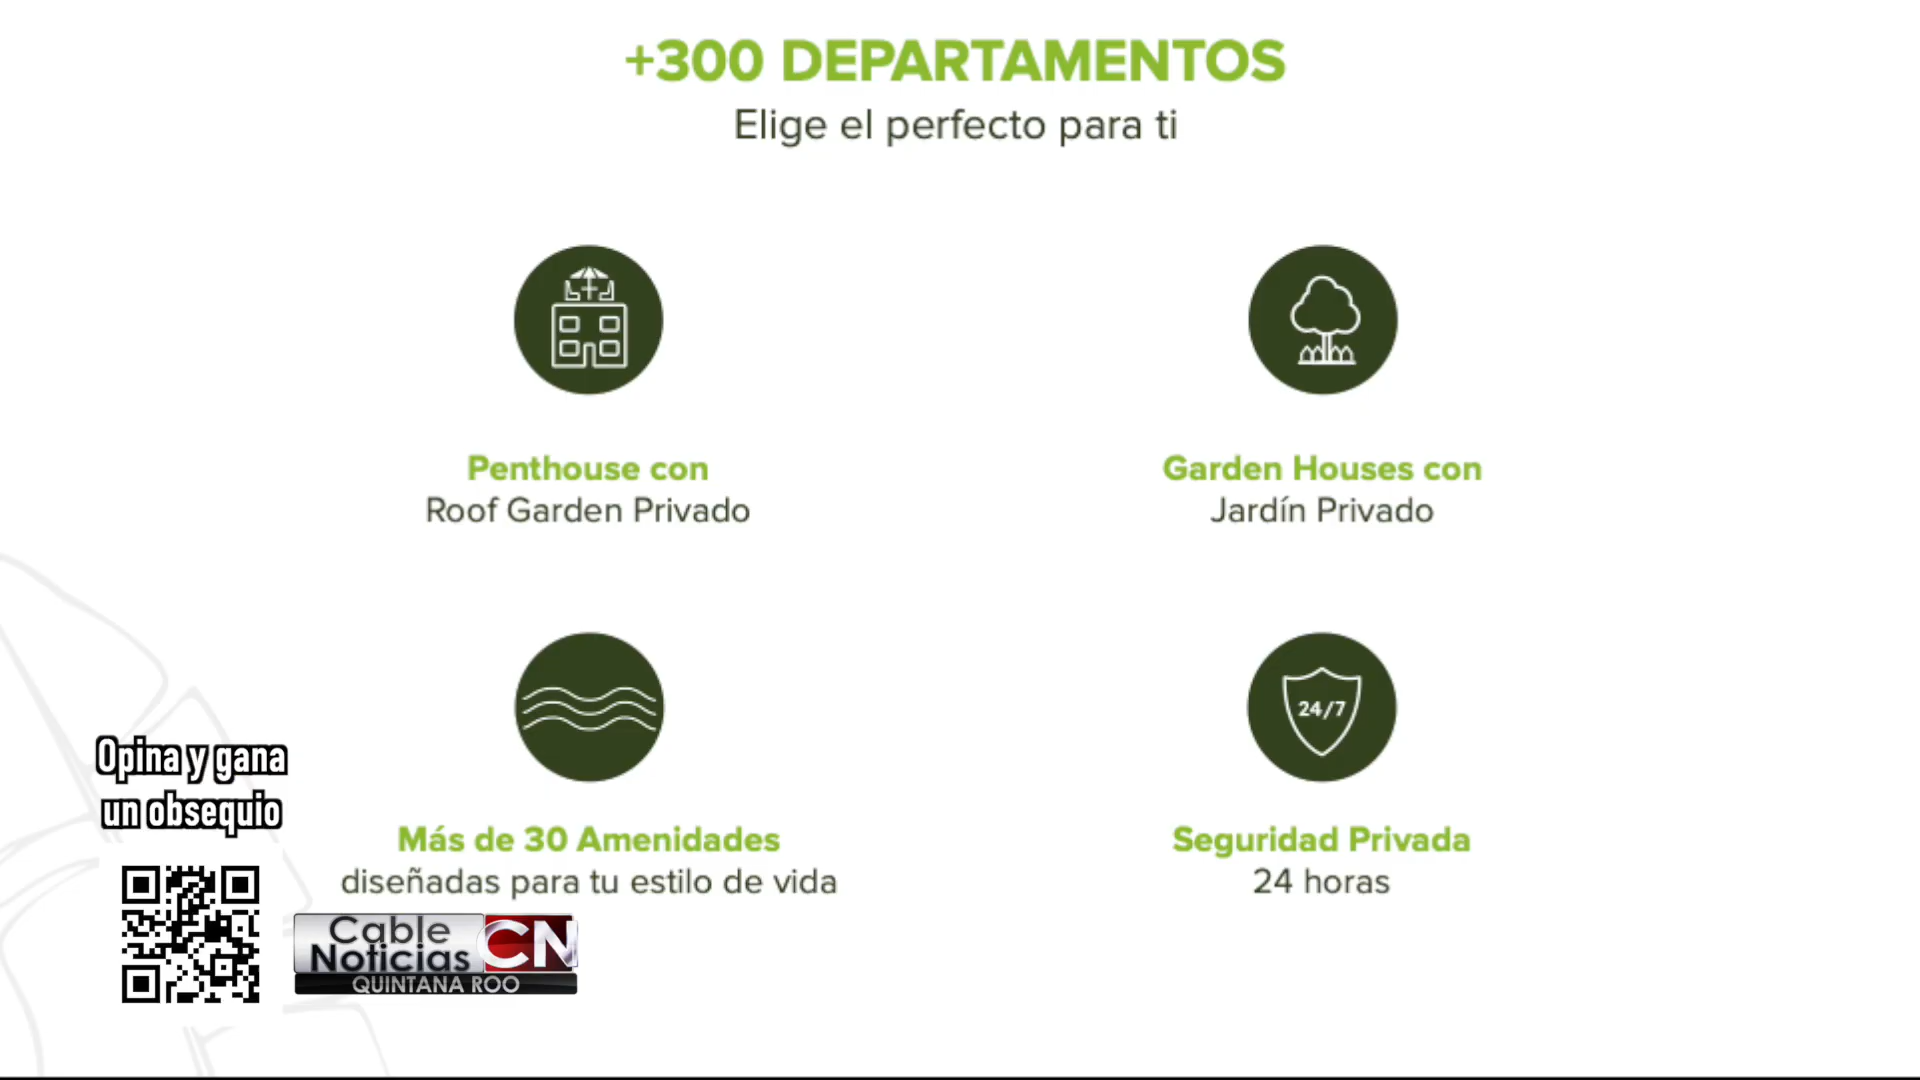 +300 DEPARTAMENTOS
Elige el perfecto para ti
Penthouse con
Roof Garden Privado
Garden Houses con
Jardín Privado
24/7
Más de 30 Amenidades
diseñadas para tu estilo de vida
Seguridad Privada
24 horas
Opina y gana
un obsequio
Cable
Noticias
CN
QUINTANA ROO